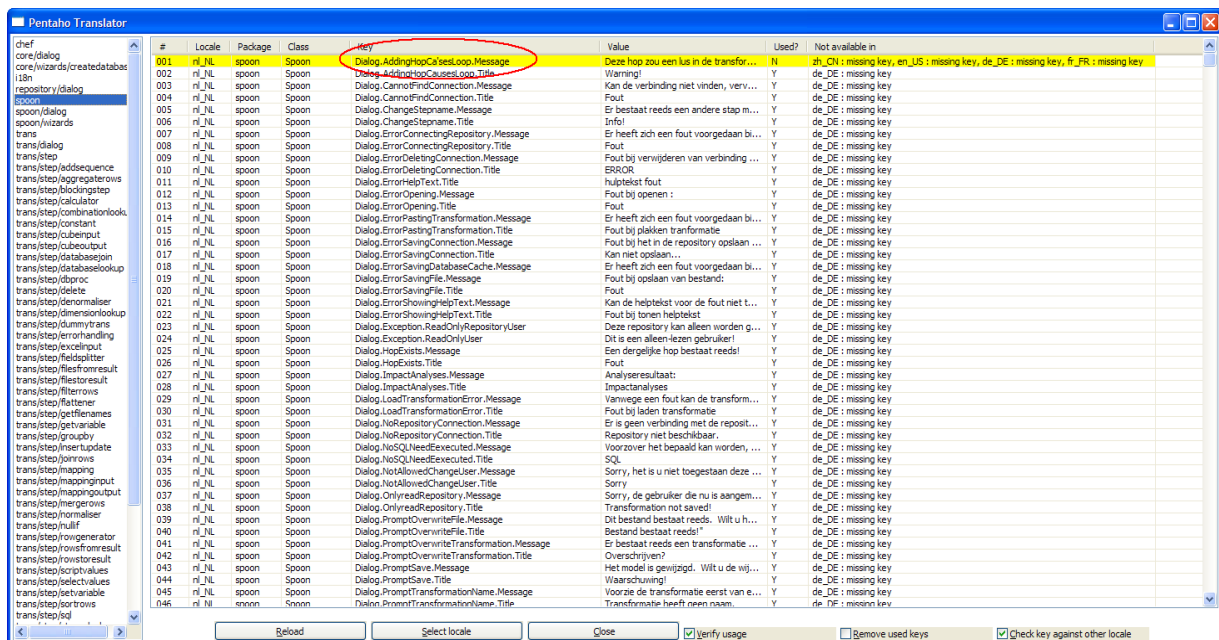 Pentaho Translator
chef
core/dialog
core/wizards/createdatabas
i18n
repository/dialog
spoon
spoon/dialog
spoon/wizards
trans
trans/dialog
trans/step
trans/step/addsequence
trans/step/aggregaterows
trans/step/blockingstep
trans/step/calculator
trans/step/combinationlooku
trans/step/constant
trans/step/cubeinput
trans/step/cubeoutput
trans/step/databasejoin
trans/step/databaselookup
trans/step/dbproc
trans/step/delete
trans/step/denormaliser
trans/step/dimensionlookup
trans/step/dummytrans
trans/step/errorhandling
trans/step/excelinput
trans/step/fieldsplitter
trans/step/filesfromresult
trans/step/filestoresult
trans/step/filterrows
trans/step/flattener
trans/step/getfilenames
trans/step/getvariable
trans/step/groupby
trans/step/insertupdate
trans/step/joinrows
trans/step/mapping
trans/step/mappinginput
trans/step/mappingoutput
trans/step/mergerows
trans/step/normaliser
trans/step/nullif
trans/step/rowgenerator
trans/step/rowsfromresult
trans/step/rowstoresult
trans/step/scriptvalues
trans/step/selectvalues
trans/step/setvariable
trans/step/sortrows
trans/step/sql
# Locale Package Class Key Value Used? Not available in
001 nl_NL spoon Spoon Dialog.AddingHopCa'sesLoop.Message Deze hop zou een lus in de transfor... N zh_CN : missing key, en_US : missing key, de_DE : missing key, fr_FR : missing key
002 nl_NL spoon Spoon Dialog.AddingHopCausesLoop.Title Warning! Y de_DE : missing key
003 nl_NL spoon Spoon Dialog.CannotFindConnection.Message Kan de verbinding niet vinden, verv... Y de_DE : missing key
004 nl_NL spoon Spoon Dialog.CannotFindConnection.Title Fout Y de_DE : missing key
005 nl_NL spoon Spoon Dialog.ChangeStepname.Message Er bestaat reeds een andere stap m... Y de_DE : missing key
006 nl_NL spoon Spoon Dialog.ChangeStepname.Title Info! Y de_DE : missing key
007 nl_NL spoon Spoon Dialog.ErrorConnectingRepository.Message Er heeft zich een fout voorgedaan bi... Y de_DE : missing key
008 nl_NL spoon Spoon Dialog.ErrorConnectingRepository.Title Fout Y de_DE : missing key
009 nl_NL spoon Spoon Dialog.ErrorDeletingConnection.Message Fout bij verwijderen van verbinding ... Y de_DE : missing key
010 nl_NL spoon Spoon Dialog.ErrorDeletingConnection.Title ERROR Y de_DE : missing key
011 nl_NL spoon Spoon Dialog.ErrorHelpText.Title hulptekst fout Y de_DE : missing key
012 nl_NL spoon Spoon Dialog.ErrorOpening.Message Fout bij openen : Y de_DE : missing key
013 nl_NL spoon Spoon Dialog.ErrorOpening.Title Fout Y de_DE : missing key
014 nl_NL spoon Spoon Dialog.ErrorPastingTransformation.Message Er heeft zich een fout voorgedaan bi... Y de_DE : missing key
015 nl_NL spoon Spoon Dialog.ErrorPastingTransformation.Title Fout bij plakken tranformatie Y de_DE : missing key
016 nl_NL spoon Spoon Dialog.ErrorSavingConnection.Message Fout bij het in de repository opslaan ... Y de_DE : missing key
017 nl_NL spoon Spoon Dialog.ErrorSavingConnection.Title Kan niet opslaan... Y de_DE : missing key
018 nl_NL spoon Spoon Dialog.ErrorSavingDatabaseCache.Message Er heeft zich een fout voorgedaan bi... Y de_DE : missing key
019 nl_NL spoon Spoon Dialog.ErrorSavingFile.Message Fout bij opslaan van bestand: Y de_DE : missing key
020 nl_NL spoon Spoon Dialog.ErrorSavingFile.Title Fout Y de_DE : missing key
021 nl_NL spoon Spoon Dialog.ErrorShowingHelpText.Message Kan de helptekst voor de fout niet t... Y de_DE : missing key
022 nl_NL spoon Spoon Dialog.ErrorShowingHelpText.Title Fout bij tonen helptekst Y de_DE : missing key
023 nl_NL spoon Spoon Dialog.Exception.ReadOnlyRepositoryUser Deze repository kan alleen worden g... Y de_DE : missing key
024 nl_NL spoon Spoon Dialog.Exception.ReadOnlyUser Dit is een alleen-lezen gebruiker! Y de_DE : missing key
025 nl_NL spoon Spoon Dialog.HopExists.Message Een dergelijke hop bestaat reeds! Y de_DE : missing key
026 nl_NL spoon Spoon Dialog.HopExists.Title Fout Y de_DE : missing key
027 nl_NL spoon Spoon Dialog.ImpactAnalyses.Message Analyseresultaat: Y de_DE : missing key
028 nl_NL spoon Spoon Dialog.ImpactAnalyses.Title Impactanalyses Y de_DE : missing key
029 nl_NL spoon Spoon Dialog.LoadTransformationError.Message Vanwege een fout kan de transform... Y de_DE : missing key
030 nl_NL spoon Spoon Dialog.LoadTransformationError.Title Fout bij laden transformatie Y de_DE : missing key
031 nl_NL spoon Spoon Dialog.NoRepositoryConnection.Message Er is geen verbinding met de reposit... Y de_DE : missing key
032 nl_NL spoon Spoon Dialog.NoRepositoryConnection.Title Repository niet beschikbaar. Y de_DE : missing key
033 nl_NL spoon Spoon Dialog.NoSQLNeedEexecuted.Message Voorzover het bepaald kan worden, ... Y de_DE : missing key
034 nl_NL spoon Spoon Dialog.NoSQLNeedEexecuted.Title SQL Y de_DE : missing key
035 nl_NL spoon Spoon Dialog.NotAllowedChangeUser.Message Sorry, het is u niet toegestaan deze ... Y de_DE : missing key
036 nl_NL spoon Spoon Dialog.NotAllowedChangeUser.Title Sorry Y de_DE : missing key
037 nl_NL spoon Spoon Dialog.OnlyreadRepository.Message Sorry, de gebruiker die nu is aangem... Y de_DE : missing key
038 nl_NL spoon Spoon Dialog.OnlyreadRepository.Title Transformation not saved! Y de_DE : missing key
039 nl_NL spoon Spoon Dialog.PromptOverwriteFile.Message Dit bestand bestaat reeds. Wilt u h... Y de_DE : missing key
040 nl_NL spoon Spoon Dialog.PromptOverwriteFile.Title Bestand bestaat reeds!" Y de_DE : missing key
041 nl_NL spoon Spoon Dialog.PromptOverwriteTransformation.Message Er bestaat reeds een transformatie ... Y de_DE : missing key
042 nl_NL spoon Spoon Dialog.PromptOverwriteTransformation.Title Overschrijven? Y de_DE : missing key
043 nl_NL spoon Spoon Dialog.PromptSave.Message Het model is gewijzigd. Wilt u de wij... Y de_DE : missing key
044 nl_NL spoon Spoon Dialog.PromptSave.Title Waarschuwing! Y de_DE : missing key
045 nl_NL spoon Spoon Dialog.PromptTransformationName.Message Voorzie de transformatie eerst van e... Y de_DE : missing key
046 nl_NL spoon Spoon Dialog.PromptTransformationName.Title Transformatie heeft geen naam. Y de_DE : missing key
Reload Select locale Close Verify usage Remove used keys Check key against other locale